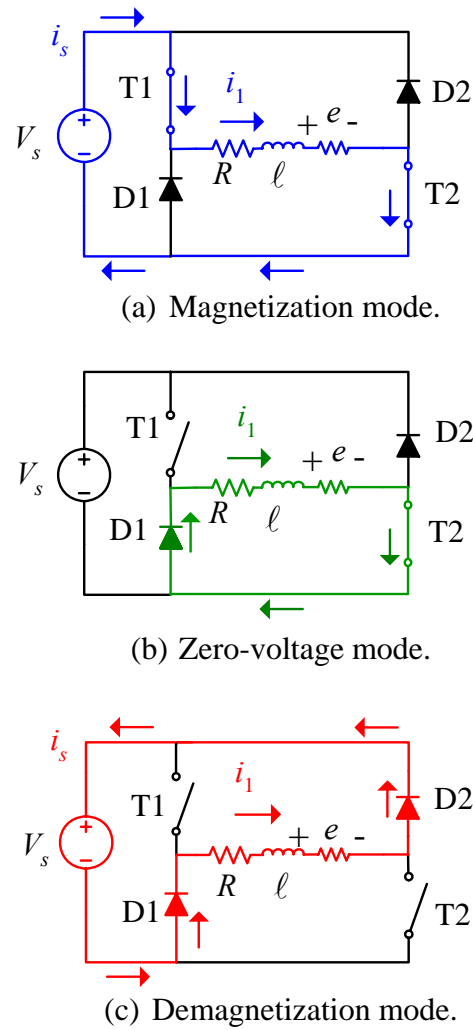 i_s
T1
i_1
+ e -
D2
V_s
+
−
D1
R
ℓ
T2
(a) Magnetization mode.
T1
i_1
+ e -
D2
V_s
+
−
D1
R
ℓ
T2
(b) Zero-voltage mode.
i_s
T1
i_1
+ e -
D2
V_s
+
−
D1
R
ℓ
T2
(c) Demagnetization mode.